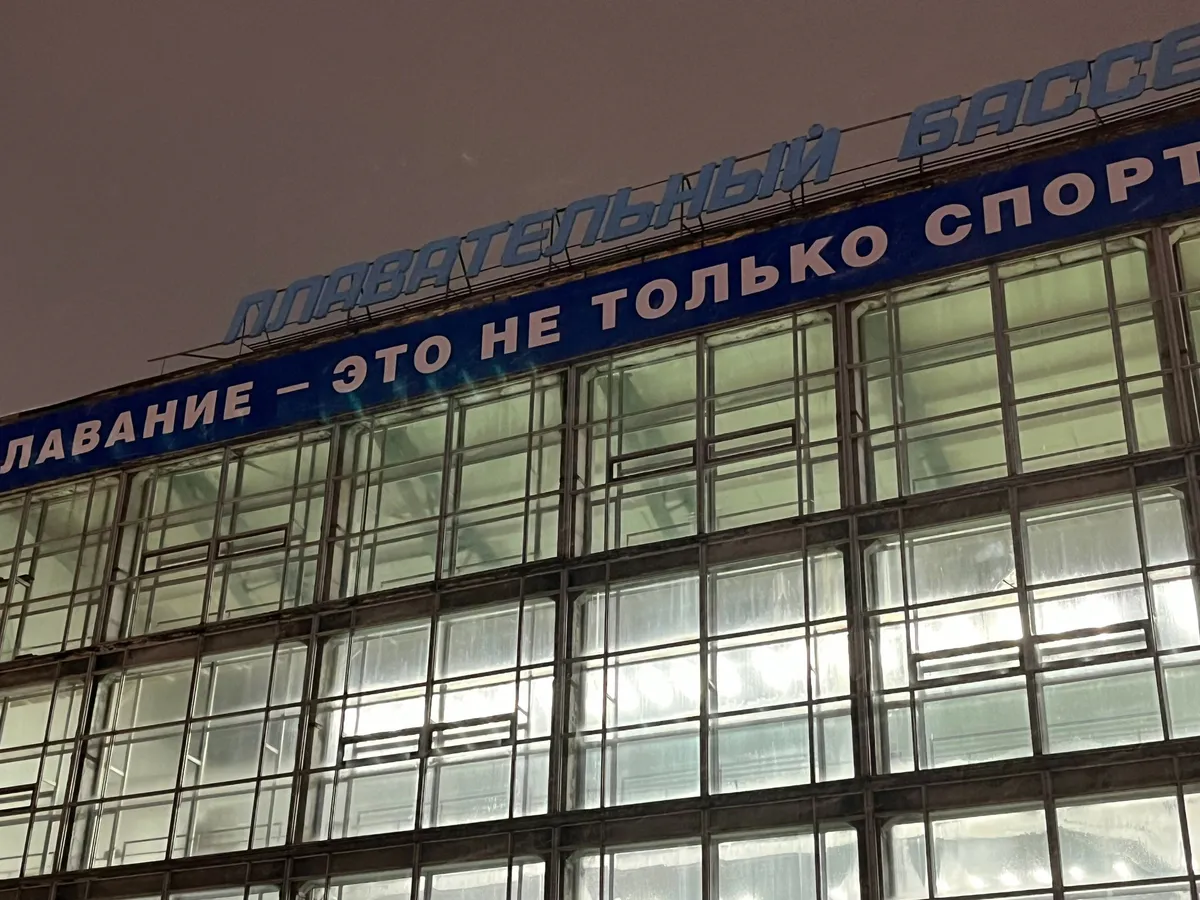 ПЛАВАТЕЛЬНЫЙ БАССЕ
ЛАВАНИЕ – ЭТО НЕ ТОЛЬКО СПОРТ